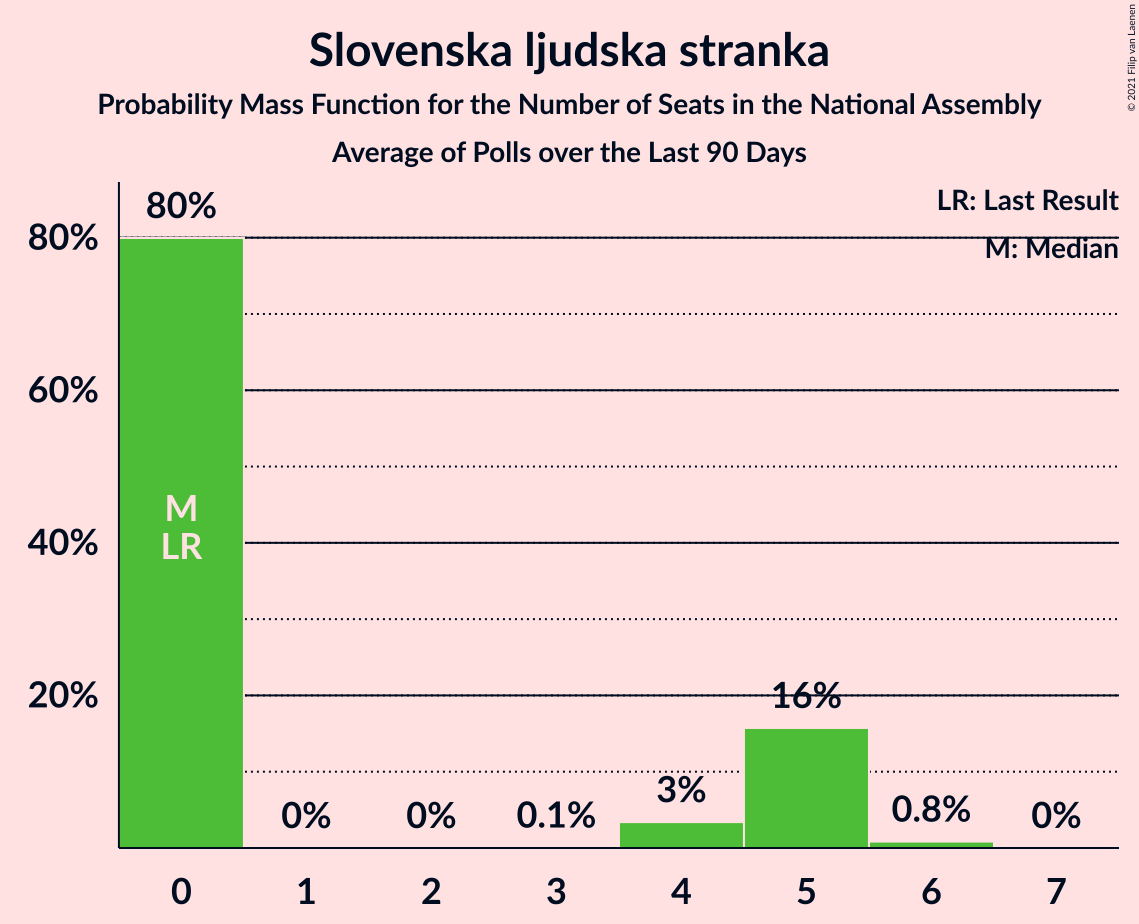 Slovenska ljudska stranka
Probability Mass Function for the Number of Seats in the National Assembly
Average of Polls over the Last 90 Days
© 2021 Filip van Laenen
LR: Last Result
M: Median
80%
60%
40%
20%
80%
0%
0%
0.1%
3%
16%
0.8%
0%
M
LR
0 1 2 3 4 5 6 7